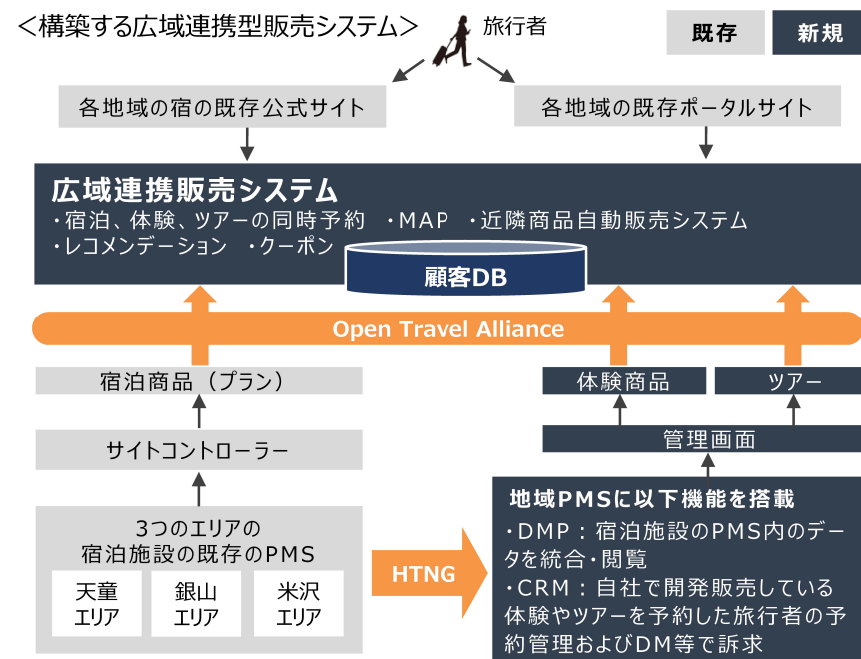 ＜構築する広域連携型販売システム＞
旅行者
既存
新規
各地域の宿の既存公式サイト
各地域の既存ポータルサイト
広域連携販売システム
・宿泊、体験、ツアーの同時予約　・MAP　・近隣商品自動販売システム
・レコメンデーション　・クーポン
顧客DB
Open Travel Alliance
宿泊商品（プラン）
体験商品
ツアー
サイトコントローラー
管理画面
3つのエリアの
宿泊施設の既存のPMS
天童
エリア
銀山
エリア
米沢
エリア
HTNG
地域PMSに以下機能を搭載
・DMP：宿泊施設のPMS内のデー
タを統合・閲覧
・CRM：自社で開発販売している
体験やツアーを予約した旅行者の予
約管理およびDM等で訴求